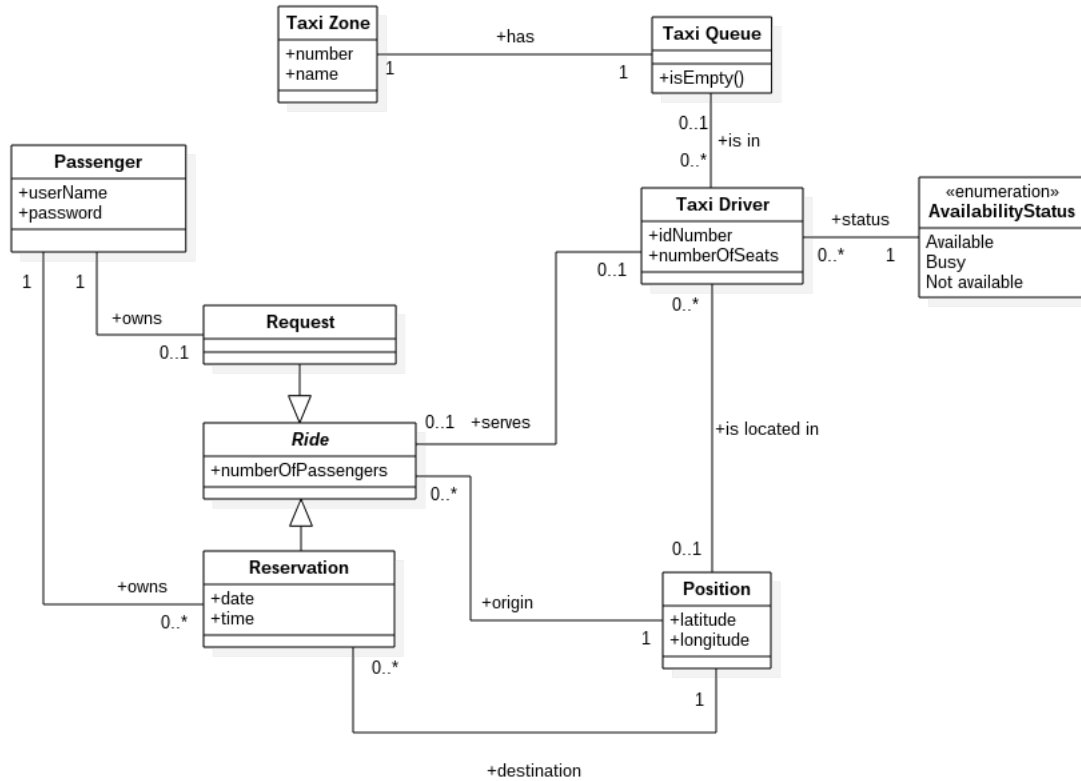 Taxi Zone
+number
+name
+has
1
1
Taxi Queue
+isEmpty()
0..1
+is in
0..*
Passenger
+userName
+password
1
1
Taxi Driver
+idNumber
+numberOfSeats
0..1
0..*
+status
0..*
1
«enumeration»
AvailabilityStatus
Available
Busy
Not available
+owns
0..1
Request
Ride
+numberOfPassengers
0..1
+serves
0..*
+is located in
0..1
+owns
0..*
Reservation
+date
+time
0..*
+origin
1
Position
+latitude
+longitude
1
+destination